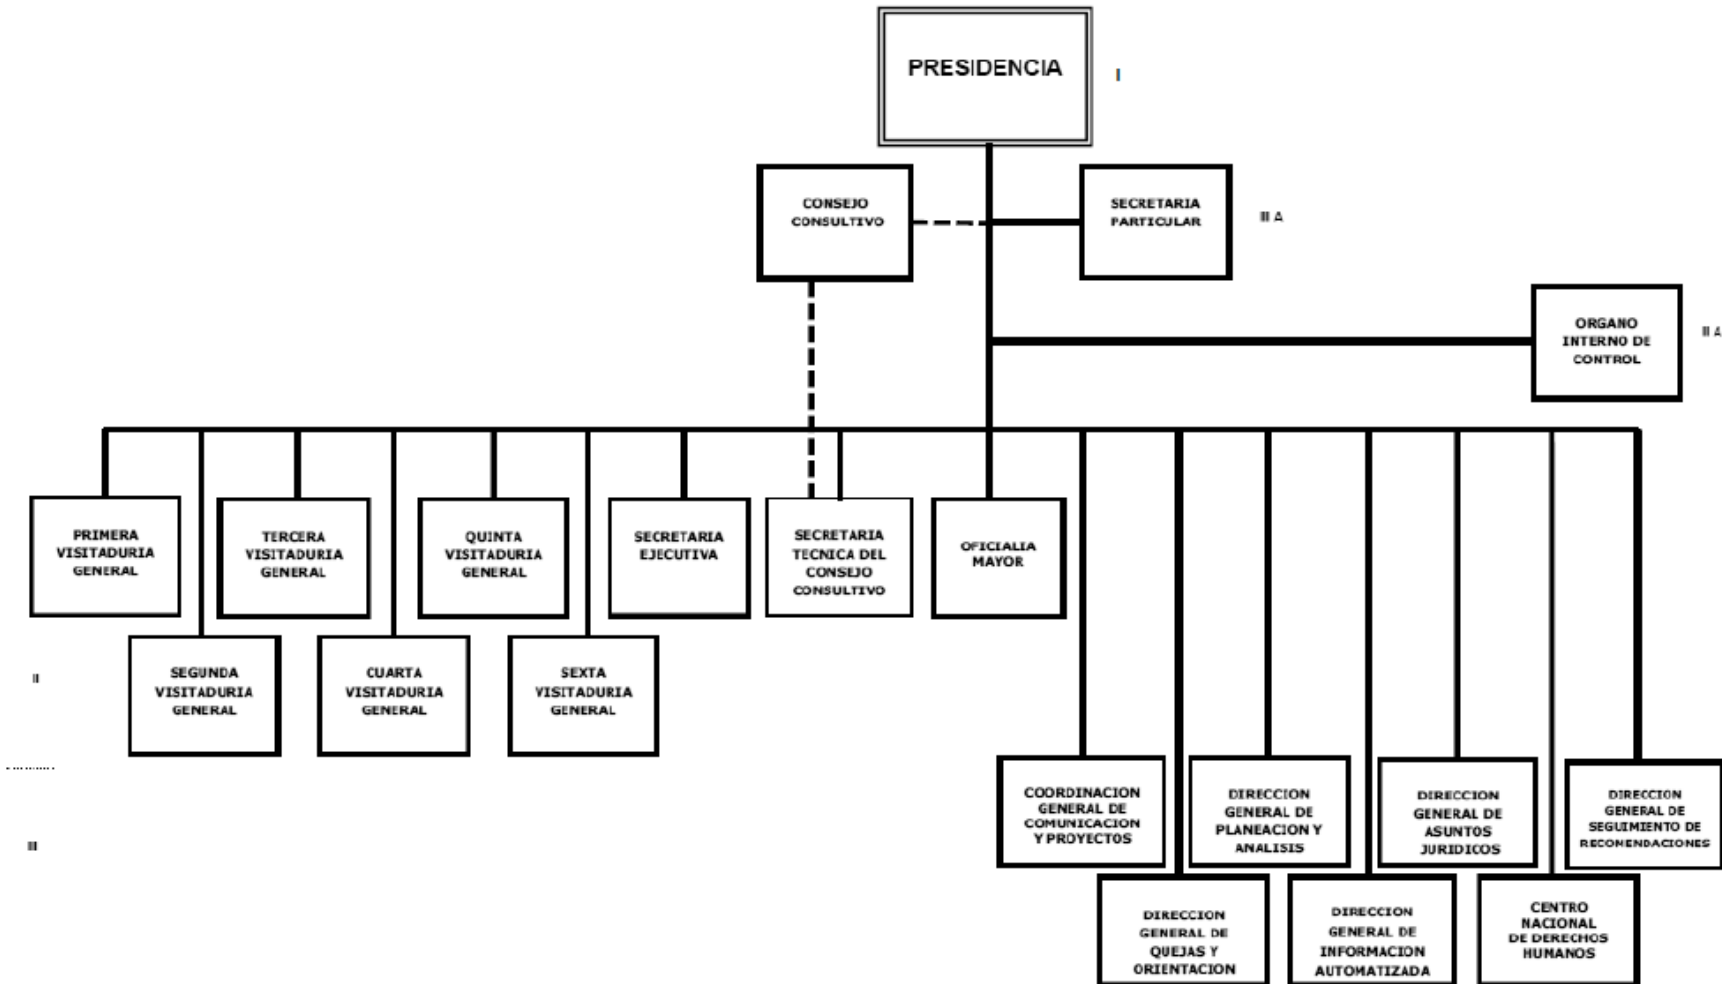 PRESIDENCIA
I
CONSEJO
CONSULTIVO
SECRETARIA
PARTICULAR
III A
ORGANO
INTERNO DE
CONTROL
III A
PRIMERA
VISITADURIA
GENERAL
TERCERA
VISITADURIA
GENERAL
QUINTA
VISITADURIA
GENERAL
SECRETARIA
EJECUTIVA
SECRETARIA
TECNICA DEL
CONSEJO
CONSULTIVO
OFICIALIA
MAYOR
II
SEGUNDA
VISITADURIA
GENERAL
CUARTA
VISITADURIA
GENERAL
SEXTA
VISITADURIA
GENERAL
III
COORDINACION
GENERAL DE
COMUNICACION
Y PROYECTOS
DIRECCION
GENERAL DE
PLANEACION Y
ANALISIS
DIRECCION
GENERAL DE
ASUNTOS
JURIDICOS
DIRECCION
GENERAL DE
SEGUIMIENTO DE
RECOMENDACIONES
DIRECCION
GENERAL DE
QUEJAS Y
ORIENTACION
DIRECCION
GENERAL DE
INFORMACION
AUTOMATIZADA
CENTRO
NACIONAL
DE DERECHOS
HUMANOS